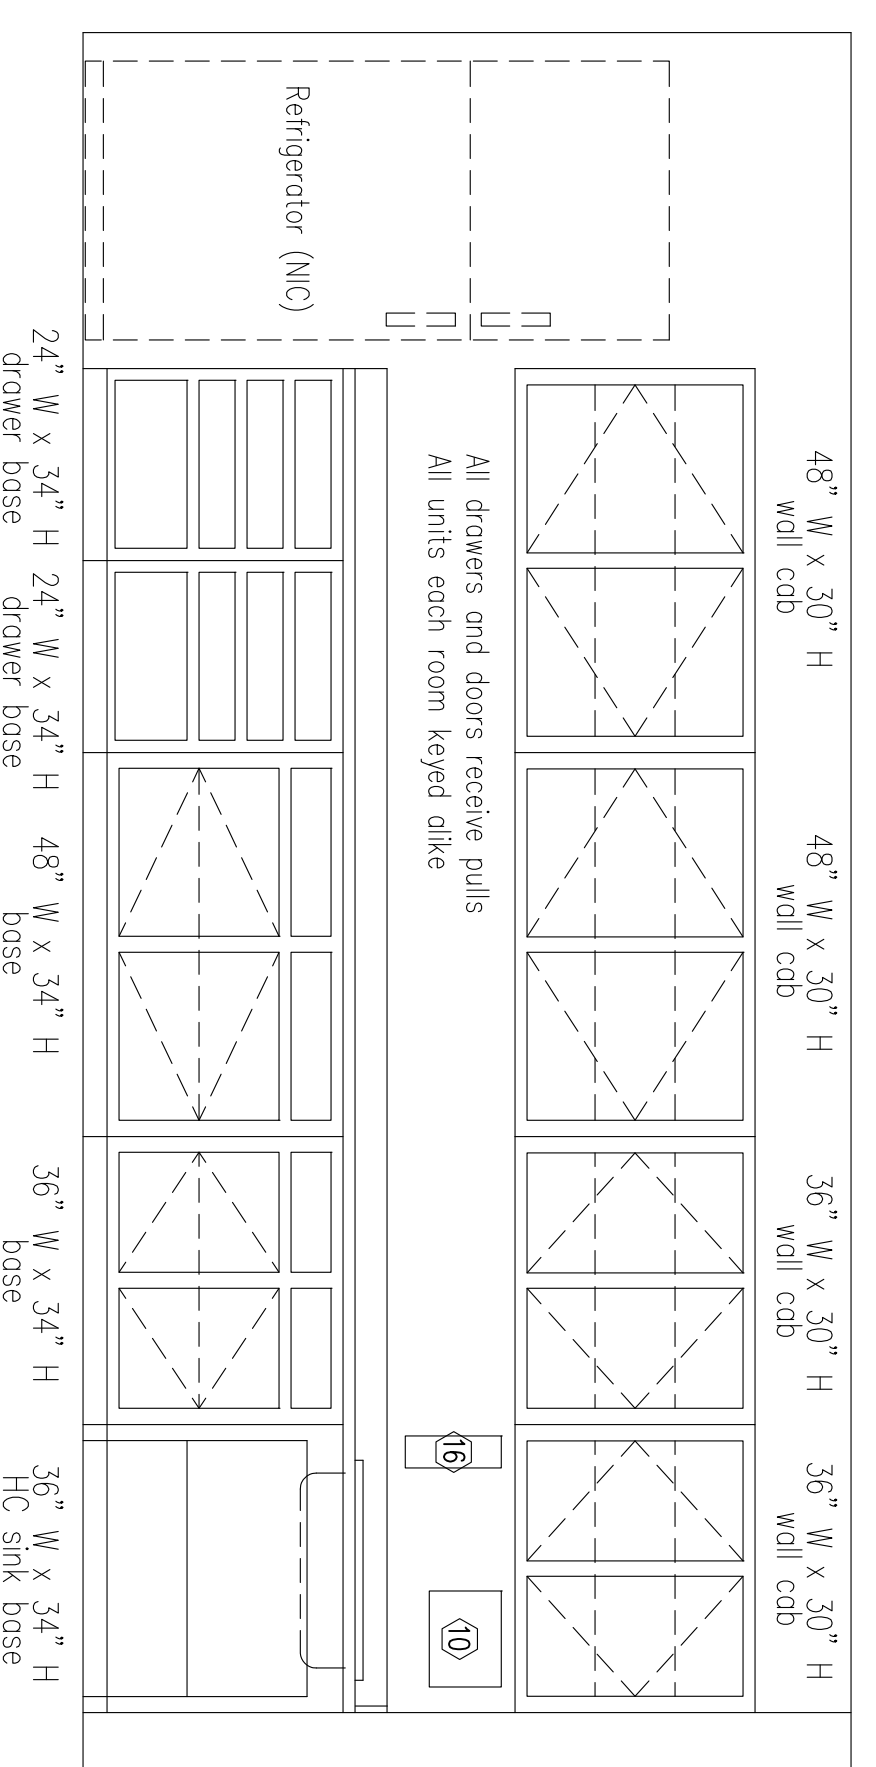 48" W x 30" H
wall cab
48" W x 30" H
wall cab
36" W x 30" H
wall cab
36" W x 30" H
wall cab
Refrigerator (NIC)
All drawers and doors receive pulls
All units each room keyed alike
16
10
24" W x 34" H
drawer base
24" W x 34" H
drawer base
48" W x 34" H
base
36" W x 34" H
base
36" W x 34" H
HC sink base